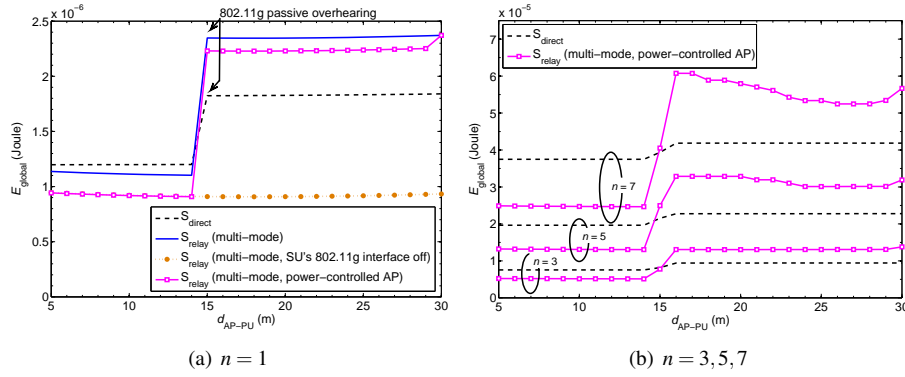 802.11g passive overhearing
x 10⁻⁶
2.5
2
1.5
1
0.5
0
E_global (Joule)
S_direct
S_relay (multi-mode)
S_relay (multi-mode, SU's 802.11g interface off)
S_relay (multi-mode, power-controlled AP)
5 10 15 20 25 30
d_AP−PU (m)
(a) n = 1
x 10⁻⁵
7
6
5
4
3
2
1
0
E_global (Joule)
S_direct
S_relay (multi-mode, power-controlled AP)
n = 7
n = 5
n = 3
5 10 15 20 25 30
d_AP−PU (m)
(b) n = 3,5,7